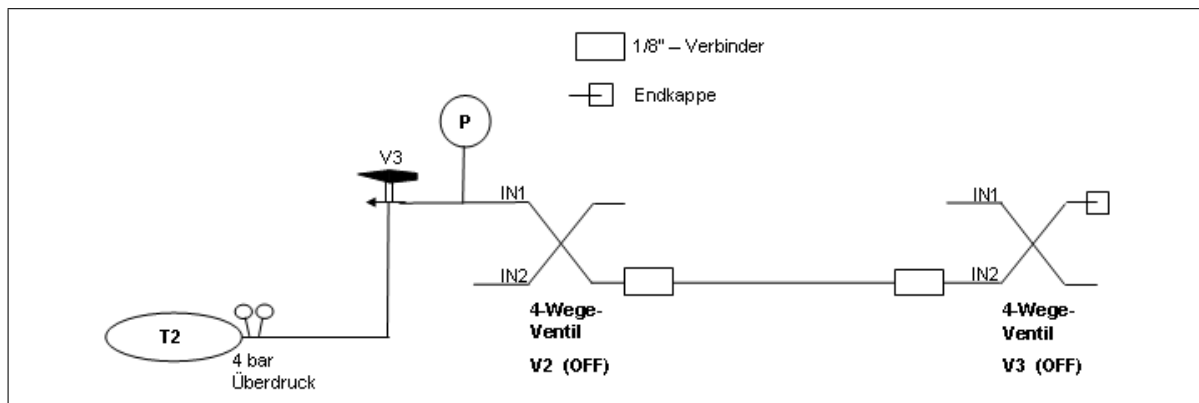 1/8" – Verbinder
Endkappe
P
V3
IN1
IN1
IN2
IN2
4-Wege-
Ventil
V2 (OFF)
4-Wege-
Ventil
V3 (OFF)
T2
4 bar
Überdruck